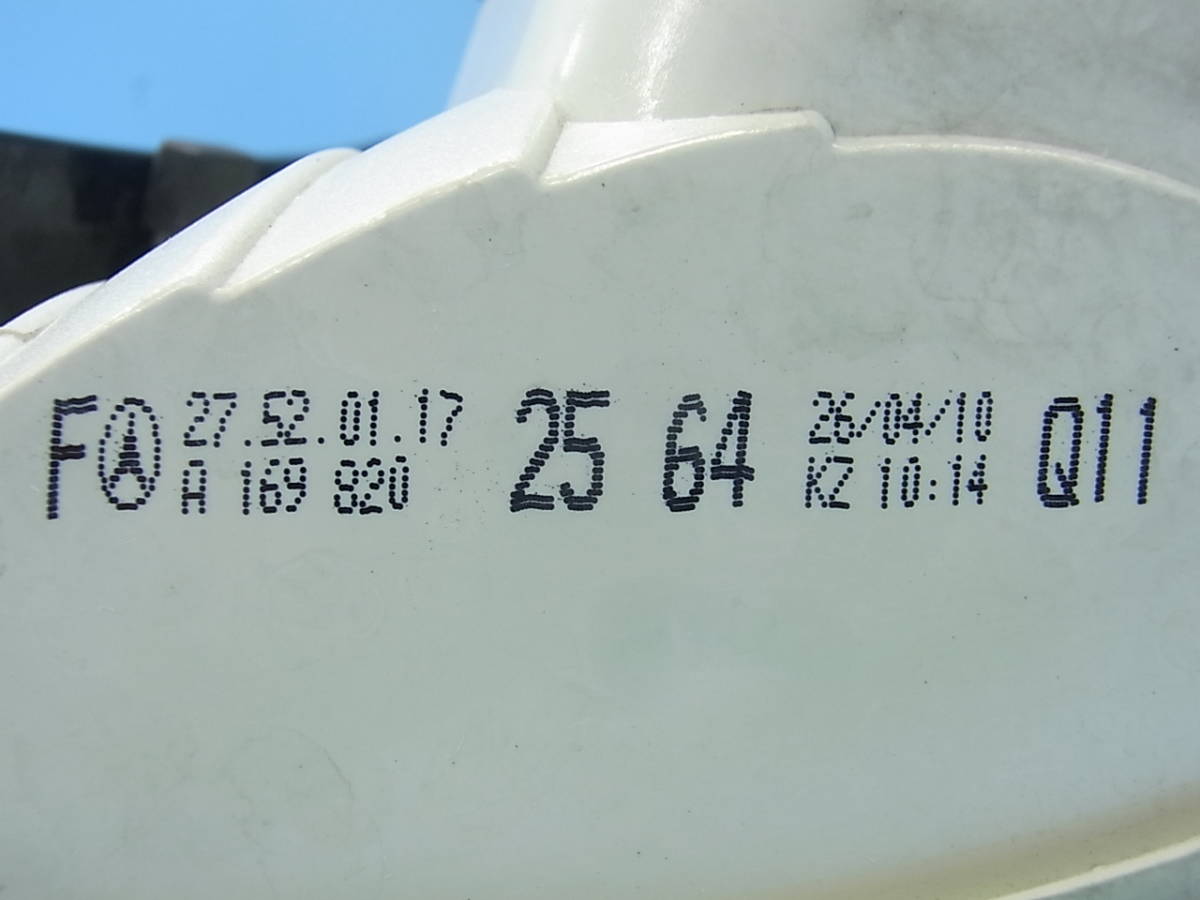 F 27.52.01.17 25 64 26/04/10 Q11
A 169 820 KZ 10:14